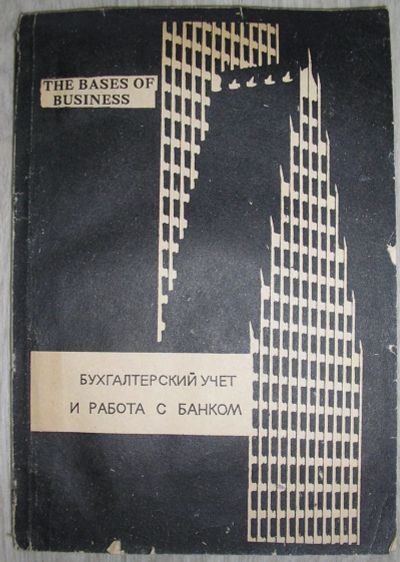 THE BASES OF
BUSINESS
БУХГАЛТЕРСКИЙ УЧЕТ
И РАБОТА С БАНКОМ